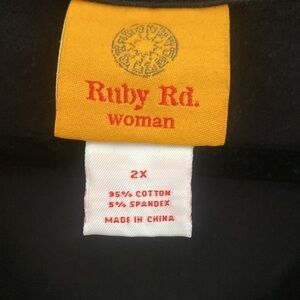 Ruby Rd.
woman
2X
95% COTTON
5% SPANDEX
MADE IN CHINA